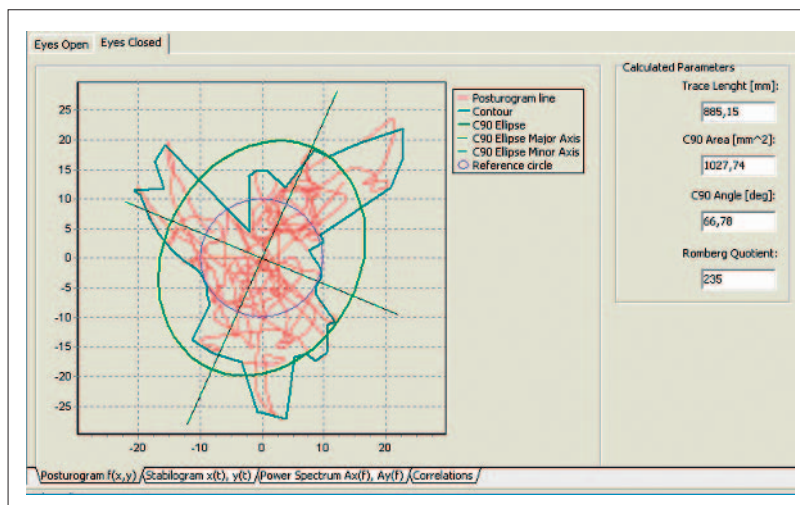 Eyes Open Eyes Closed
25
20
15
10
5
0
-5
-10
-15
-20
-25
-20 -10 0 10 20
Posturogram line
Contour
C90 Elipse
C90 Ellipse Major Axis
C90 Ellipse Minor Axis
Reference circle
Calculated Parameters
Trace Lenght [mm]:
885,15
C90 Area [mm^2]:
1027,74
C90 Angle [deg]:
66,78
Romberg Quotient:
235
Posturogram f(x,y) Stabilogram x(t), y(t) Power Spectrum Ax(f), Ay(f) Correlations